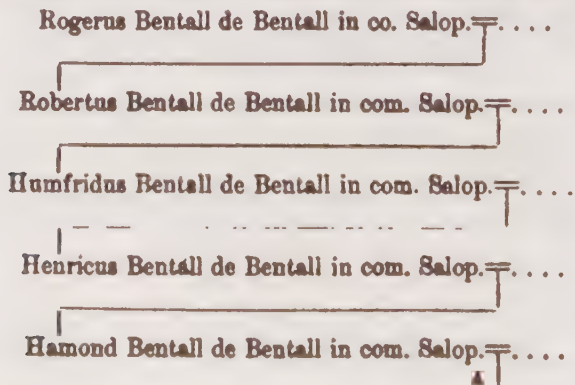 Rogerus Bentall de Bentall in co. Salop.=....
Robertus Bentall de Bentall in com. Salop.=....
Humfridus Bentall de Bentall in com. Salop.=....
Henricus Bentall de Bentall in com. Salop.=....
Hamond Bentall de Bentall in com. Salop.=....
A